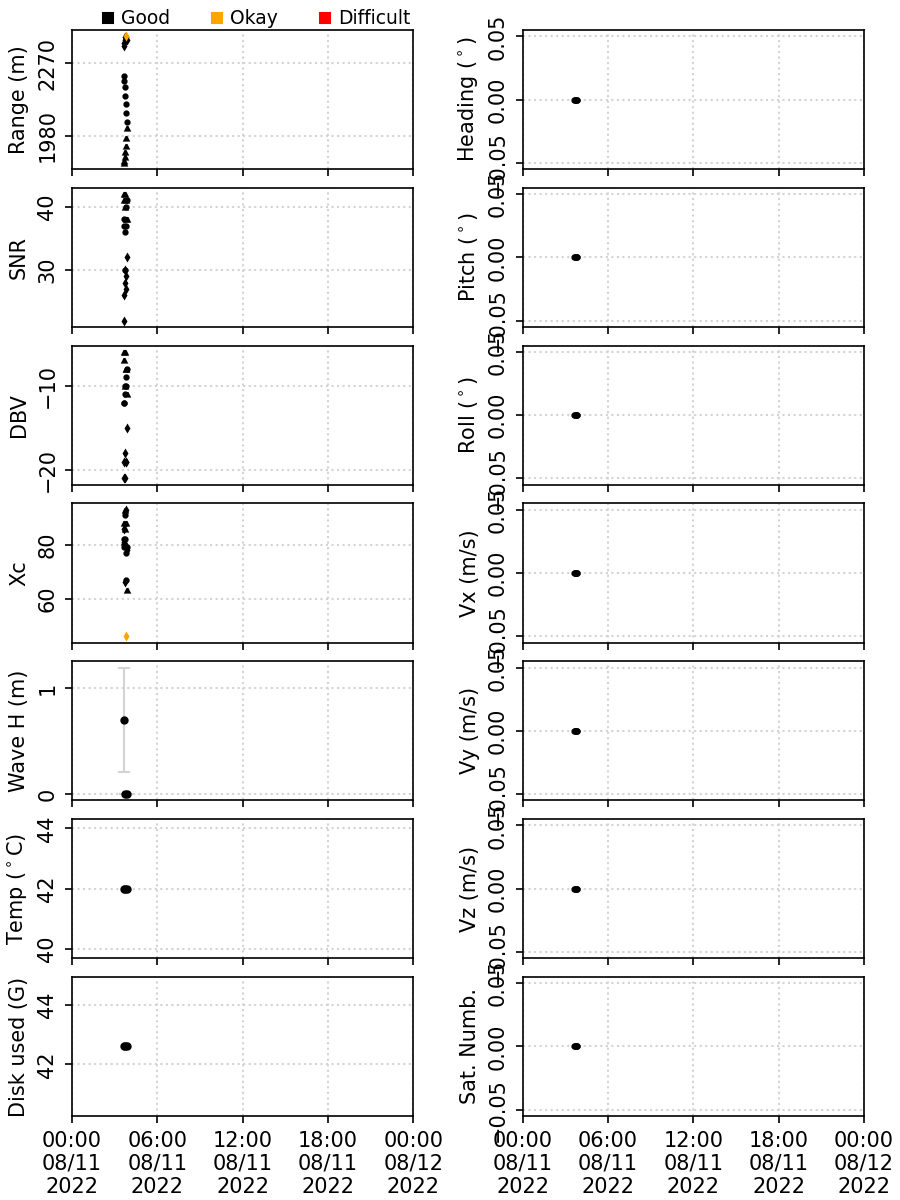 Good Okay Difficult
Range (m)
2270
1980
Heading (°)
0.05
0.00
−0.05
SNR
40
30
Pitch (°)
0.05
0.00
−0.05
DBV
−10
−20
Roll (°)
0.05
0.00
−0.05
Xc
80
60
Vx (m/s)
0.05
0.00
−0.05
Wave H (m)
1
0
Vy (m/s)
0.05
0.00
−0.05
Temp (°C)
44
42
40
Vz (m/s)
0.05
0.00
−0.05
Disk used (G)
44
42
Sat. Numb.
0.05
0.00
−0.05
00:00 06:00 12:00 18:00 00:00
08/11 08/11 08/11 08/11 08/12
2022 2022 2022 2022 2022
00:00 06:00 12:00 18:00 00:00
08/11 08/11 08/11 08/11 08/12
2022 2022 2022 2022 2022